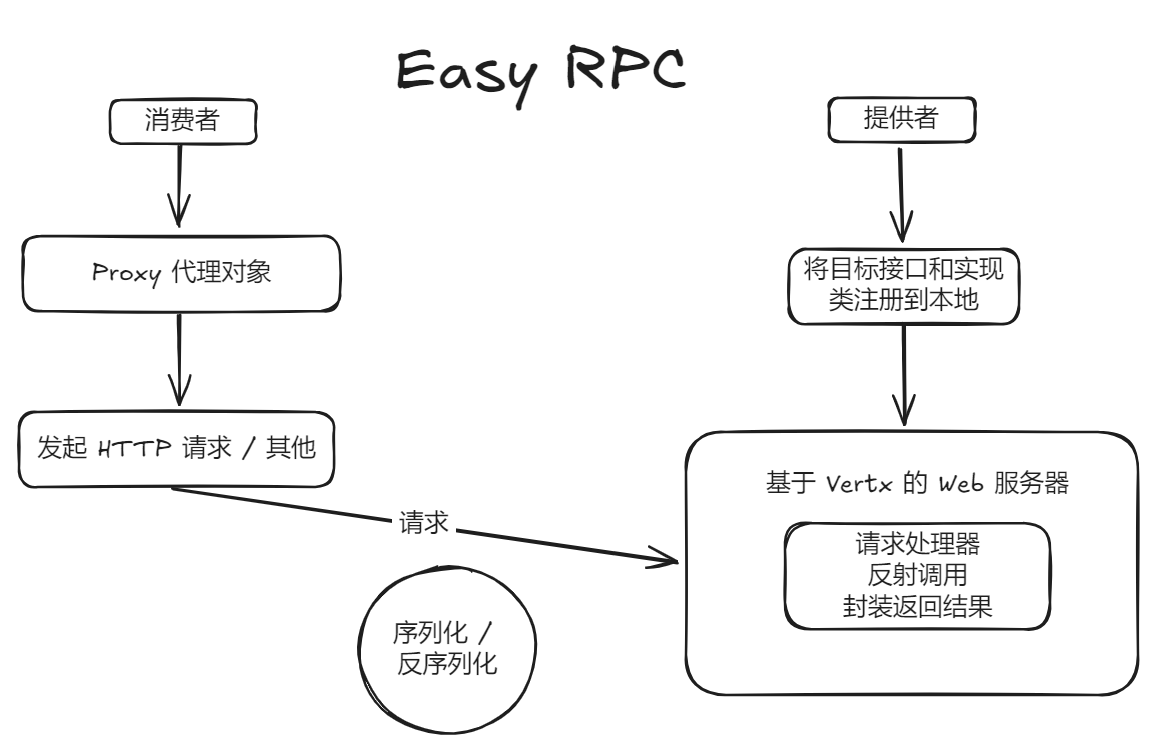 Easy RPC
消费者
提供者
Proxy 代理对象
将目标接口和实现
类注册到本地
发起 HTTP 请求 / 其他
请求
基于 Vertx 的 Web 服务器
请求处理器
反射调用
封装返回结果
序列化 /
反序列化